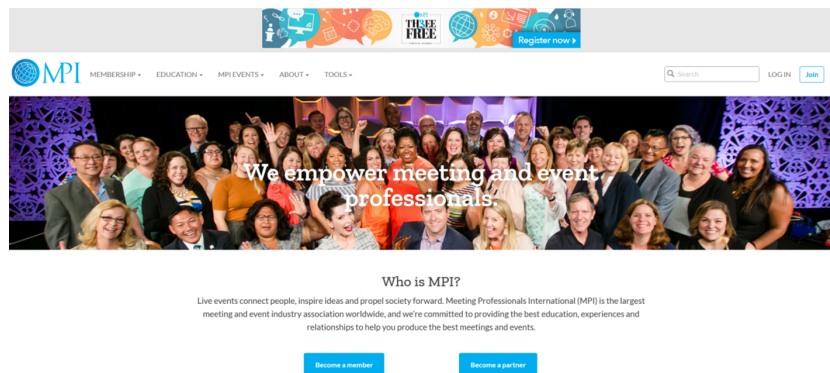 THREE
FREE
Register now
MPI
MEMBERSHIP EDUCATION MPI EVENTS ABOUT TOOLS Search LOG IN Join
We empower meeting and event
professionals.
Who is MPI?
Live events connect people, inspire ideas and propel society forward. Meeting Professionals International (MPI) is the largest
meeting and event industry association worldwide, and we're committed to providing the best education, experiences and
relationships to help you produce the best meetings and events.
Become a member Become a partner